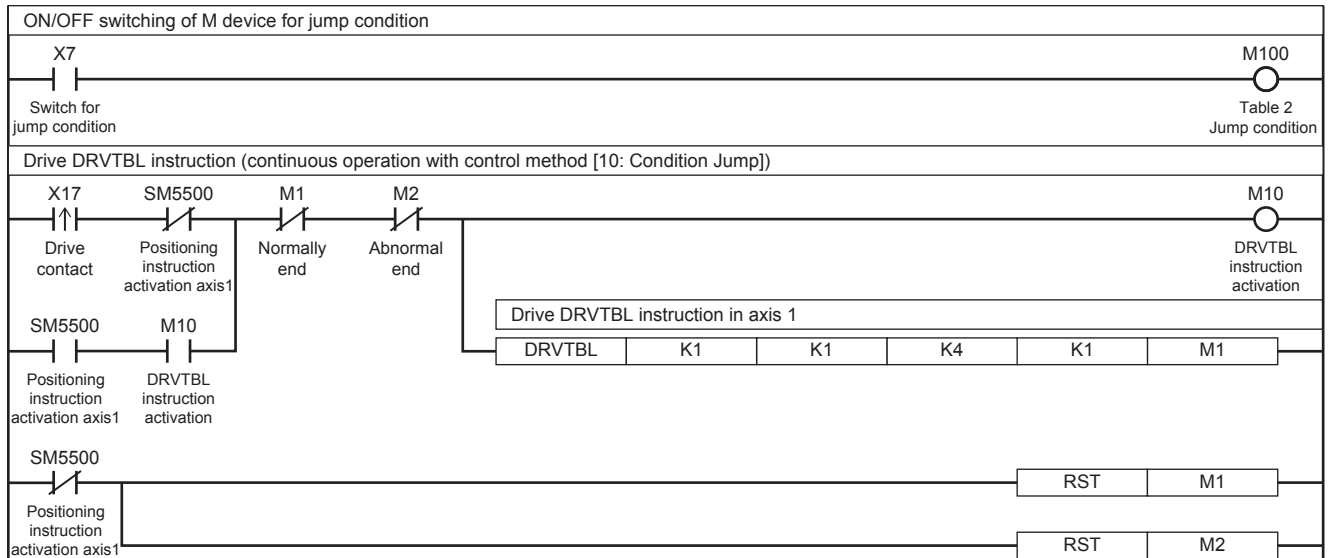 ON/OFF switching of M device for jump condition
X7
M100
Switch for
jump condition
Table 2
Jump condition
Drive DRVTBL instruction (continuous operation with control method [10: Condition Jump])
X17 SM5500 M1 M2 M10
Drive
contact
Positioning
instruction
activation axis1
Normally
end
Abnormal
end
DRVTBL
instruction
activation
Drive DRVTBL instruction in axis 1
DRVTBL K1 K1 K4 K1 M1
SM5500 M10
Positioning
instruction
activation axis1
DRVTBL
instruction
activation
SM5500
Positioning
instruction
activation axis1
RST M1
RST M2